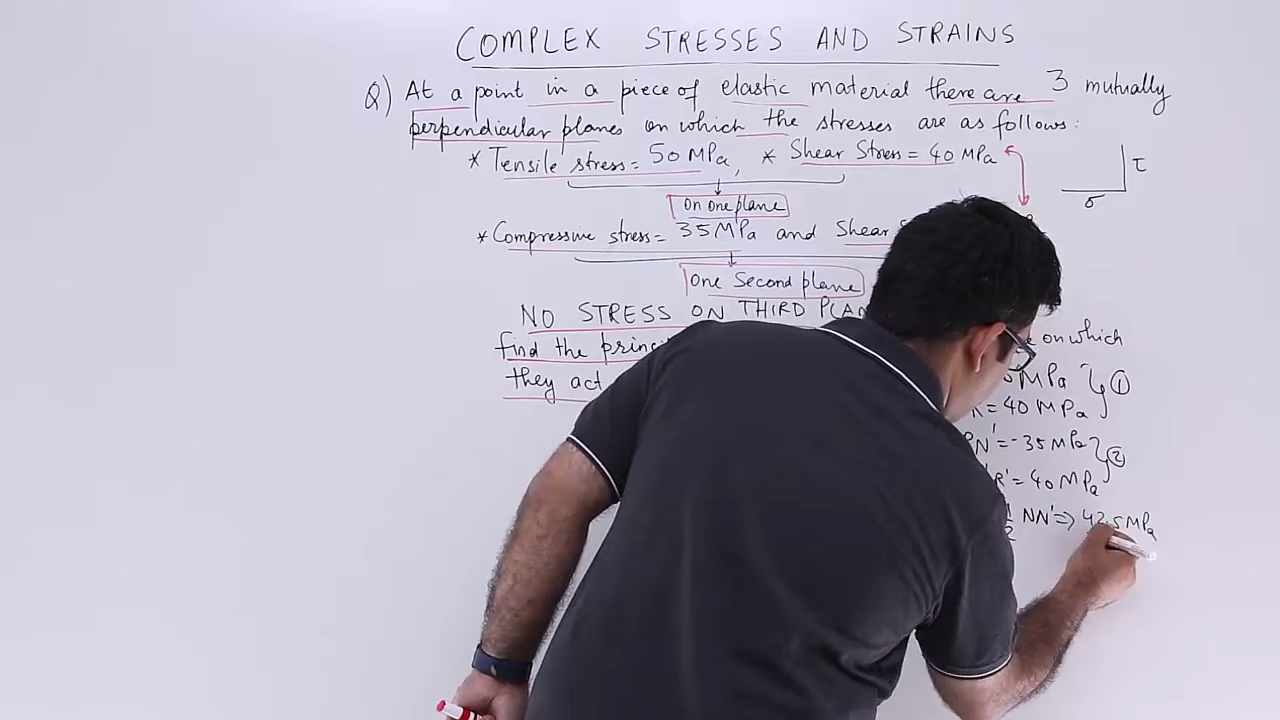 COMPLEX STRESSES AND STRAINS
Q) At a point in a piece of elastic material there are 3 mutually
perpendicular planes on which the stresses are as follows:
* Tensile stress = 50 MPa, * Shear Stress = 40 MPa
τ
σ
On one plane
* Compressive stress = 35 MPa and Shear
One Second plane
NO STRESS ON THIRD
find the on which
they act
MPa } ①
= 40 MPa
N' = -35 MPa } ②
R' = 40 MPa
2 NN' => 42.5 MPa